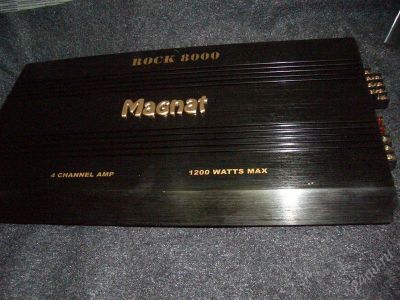 ROCK 8000
Magnat
4 CHANNEL AMP 1200 WATTS MAX